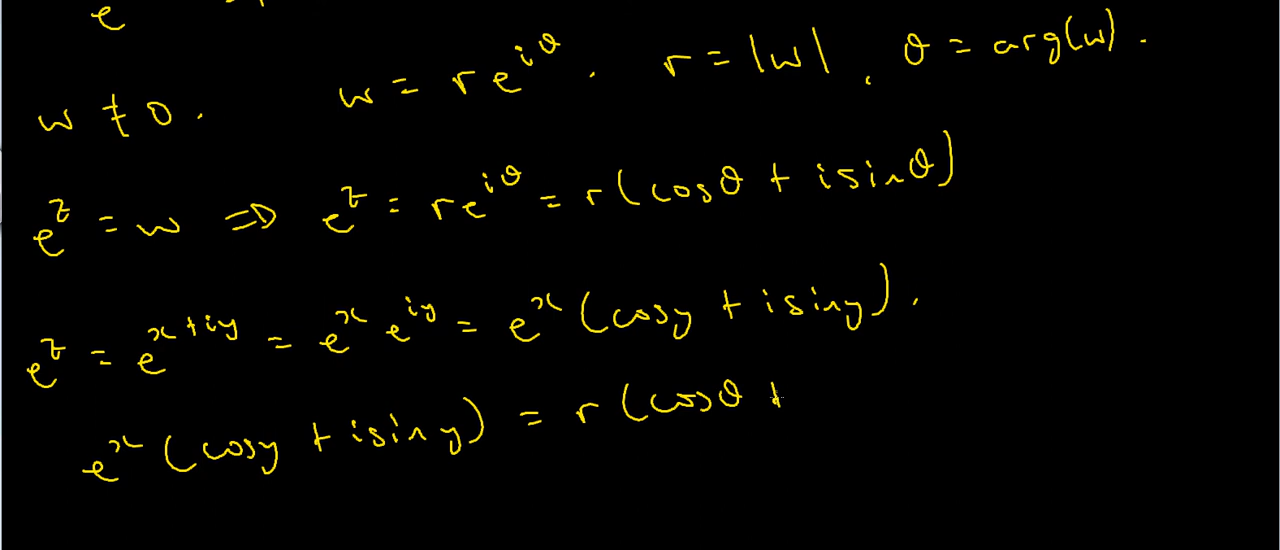 e
w ≠ 0. w = re^{iθ}. r = |w|, θ = arg(w).
e^z = w ⇒ e^z = re^{iθ} = r(cosθ + isinθ)
e^z = e^{x+iy} = e^x e^{iy} = e^x (cosy + isiny).
e^x (cosy + isiny) = r(cosθ +